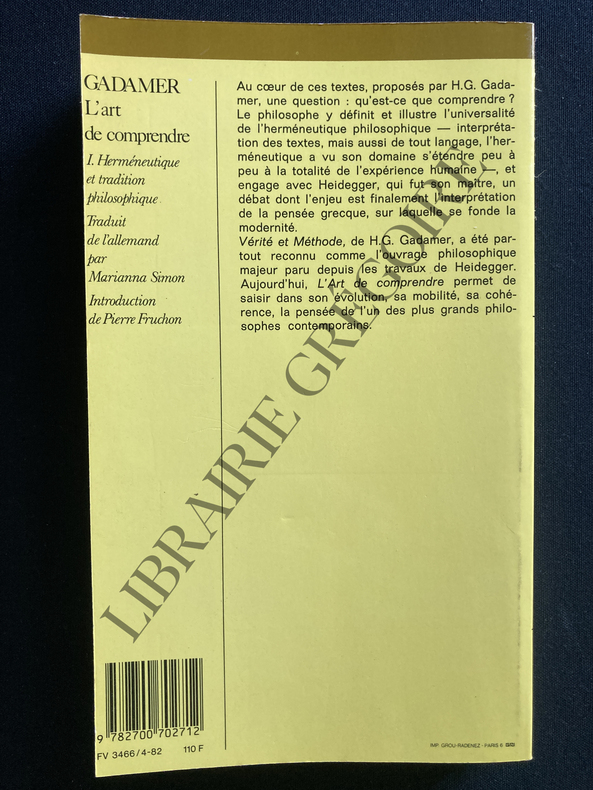 GADAMER
L'art
de comprendre
I. Herméneutique
et tradition
philosophique
Traduit
de l'allemand
par
Marianna Simon
Introduction
de Pierre Fruchon
Au cœur de ces textes, proposés par H.G. Gada-
mer, une question : qu'est-ce que comprendre ?
Le philosophe y définit et illustre l'universalité
de l'herméneutique philosophique — interpréta-
tion des textes, mais aussi de tout langage, l'her-
méneutique a vu son domaine s'étendre peu à
peu à la totalité de l'expérience humaine —, et
engage avec Heidegger, qui fut son maître, un
débat dont l'enjeu est finalement l'interprétation
de la pensée grecque, sur laquelle se fonde la
modernité.
Vérité et Méthode, de H.G. Gadamer, a été par-
tout reconnu comme l'ouvrage philosophique
majeur paru depuis les travaux de Heidegger.
Aujourd'hui, L'Art de comprendre permet de
saisir dans son évolution, sa mobilité, sa cohé-
rence, la pensée de l'un des plus grands philo-
sophes contemporains.
LIBRAIRIE GRÉGOIRE
9 782700 702712
FV 3466/4-82 110 F
IMP. GROU-RADENEZ - PARIS 6